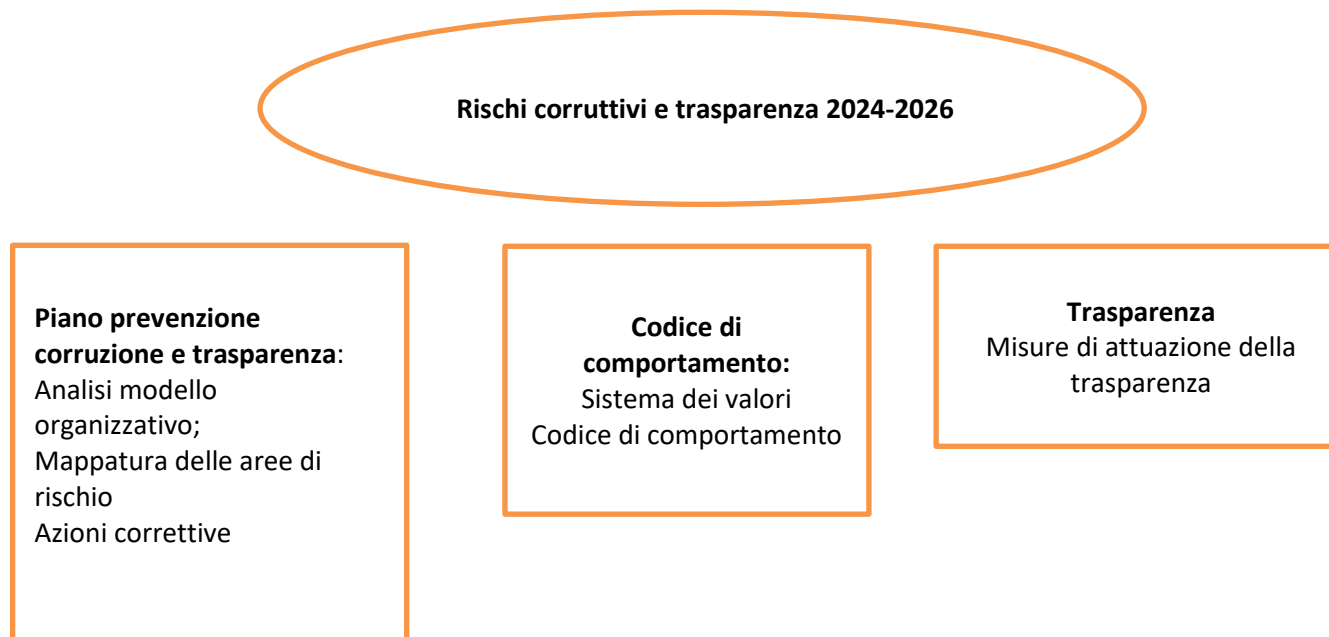 Rischi corruttivi e trasparenza 2024-2026
Piano prevenzione
corruzione e trasparenza:
Analisi modello
organizzativo;
Mappatura delle aree di
rischio
Azioni correttive
Codice di
comportamento:
Sistema dei valori
Codice di comportamento
Trasparenza
Misure di attuazione della
trasparenza